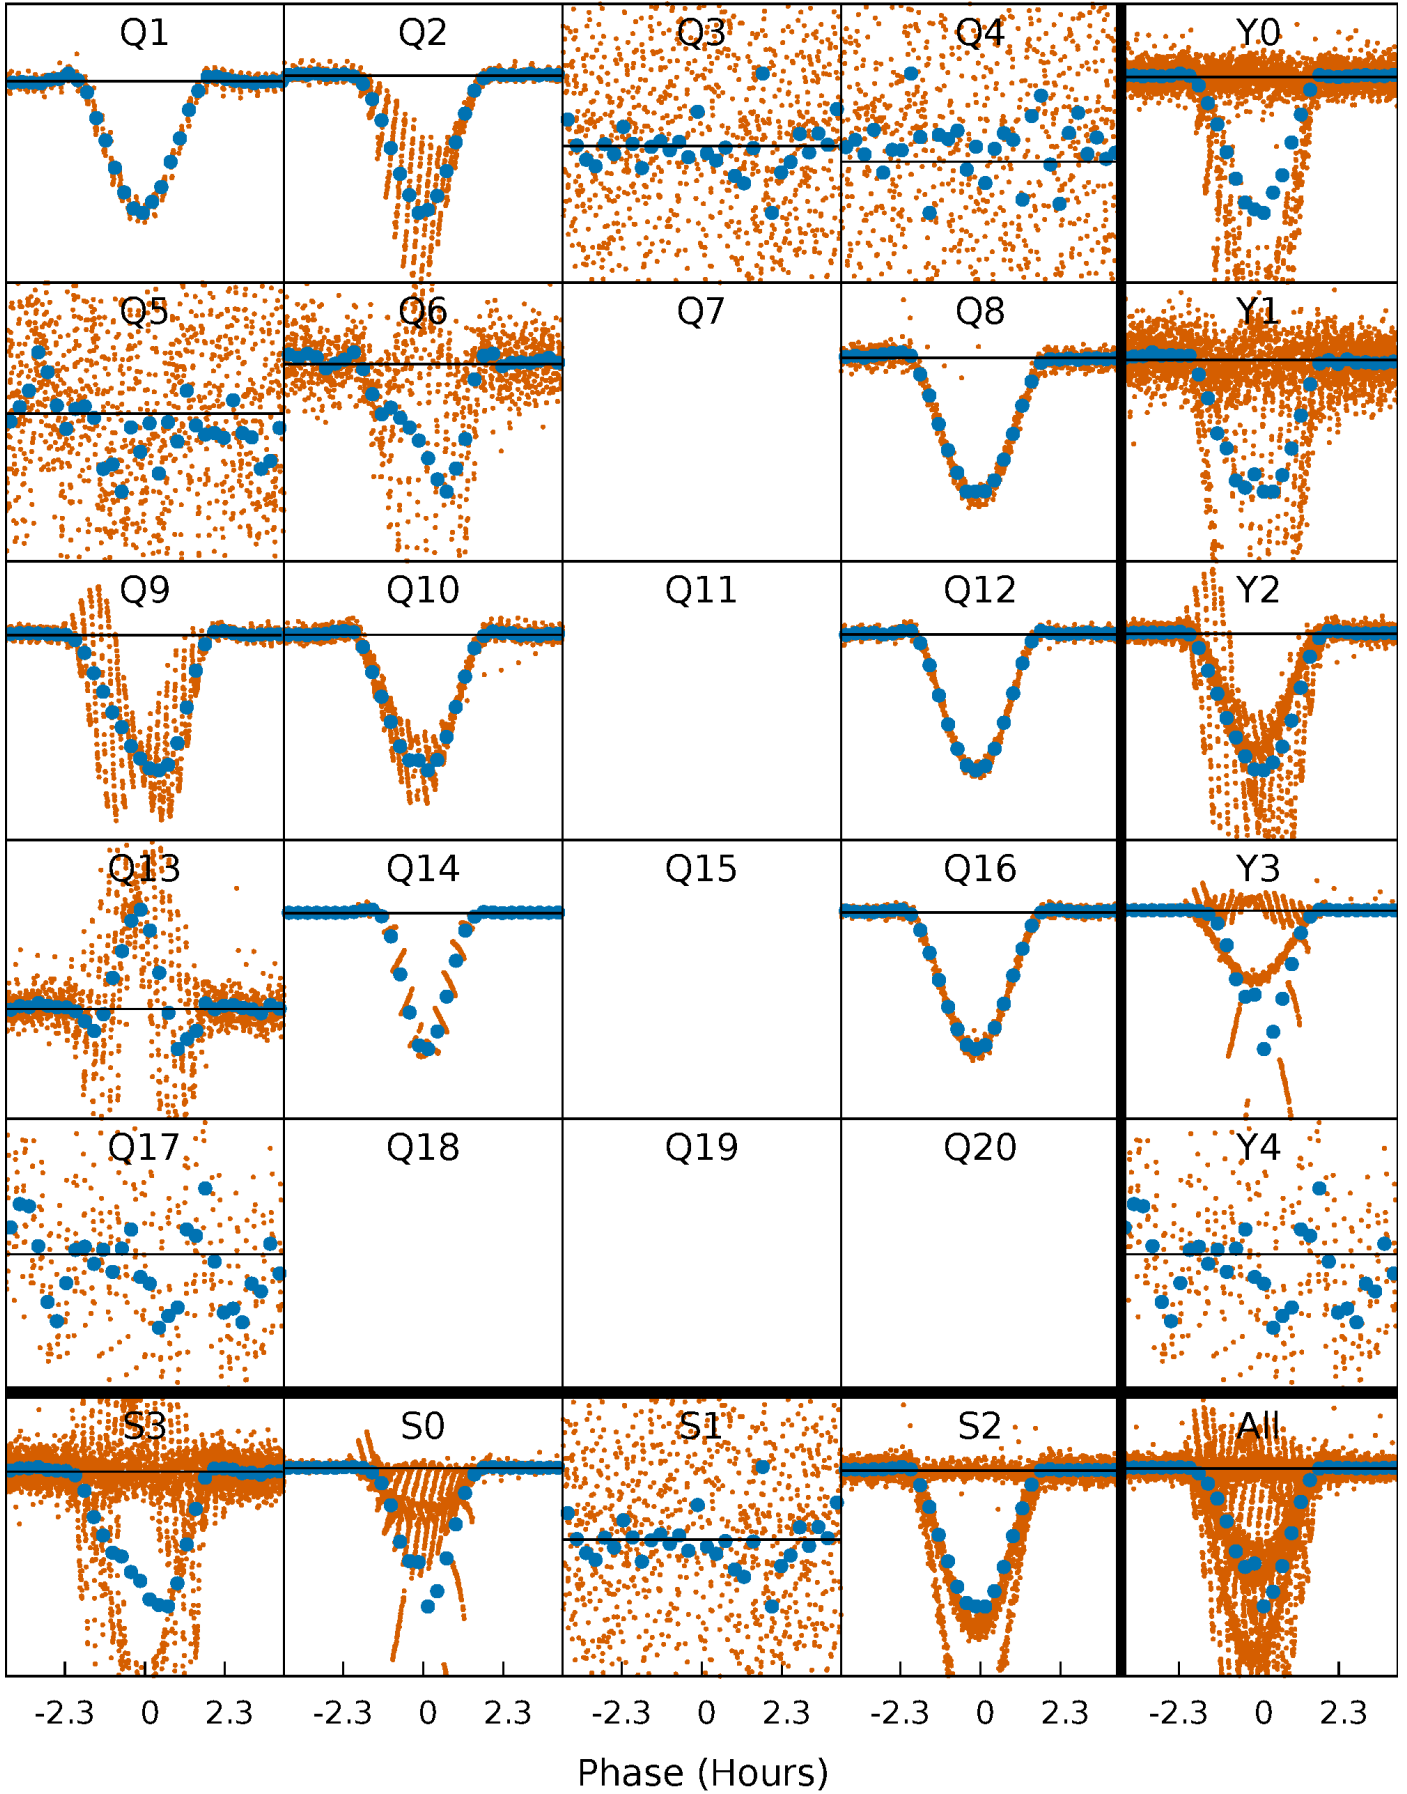 Q1 Q2 Q3 Q4 Y0
Q5 Q6 Q7 Q8 Y1
Q9 Q10 Q11 Q12 Y2
Q13 Q14 Q15 Q16 Y3
Q17 Q18 Q19 Q20 Y4
S3 S0 S1 S2 All
-2.3 0 2.3 -2.3 0 2.3 -2.3 0 2.3 -2.3 0 2.3 -2.3 0 2.3
Phase (Hours)